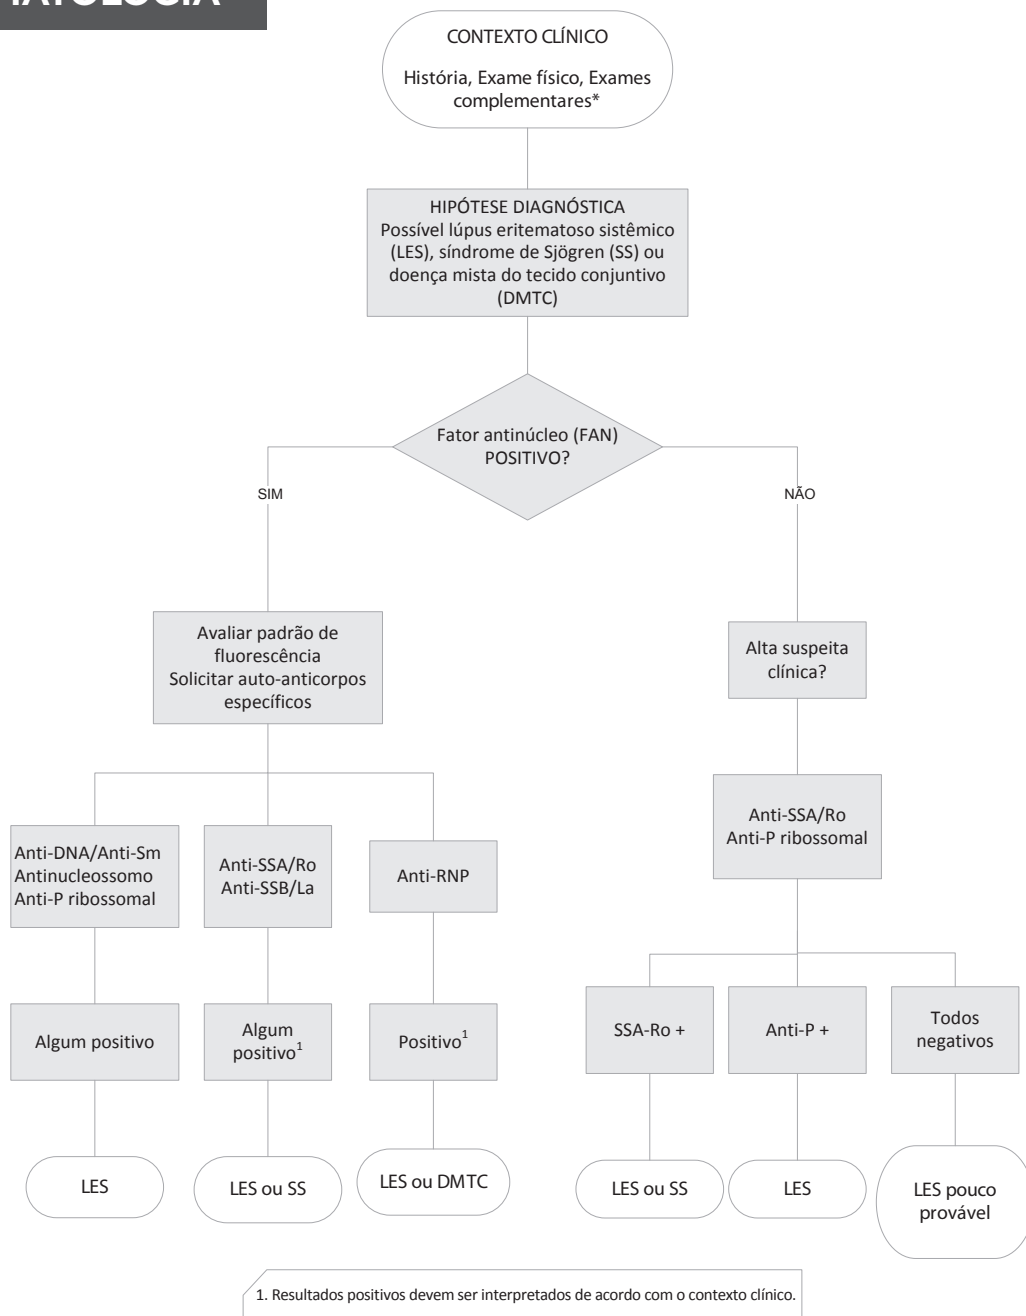 CONTEXTO CLÍNICO
História, Exame físico, Exames
complementares*
HIPÓTESE DIAGNÓSTICA
Possível lúpus eritematoso sistêmico
(LES), síndrome de Sjögren (SS) ou
doença mista do tecido conjuntivo
(DMTC)
Fator antinúcleo (FAN)
POSITIVO?
SIM
NÃO
Avaliar padrão de
fluorescência
Solicitar auto-anticorpos
específicos
Alta suspeita
clínica?
Anti-DNA/Anti-Sm
Antinucleossomo
Anti-P ribossomal
Anti-SSA/Ro
Anti-SSB/La
Anti-RNP
Anti-SSA/Ro
Anti-P ribossomal
Algum positivo
Algum
positivo1
Positivo1
SSA-Ro +
Anti-P +
Todos
negativos
LES
LES ou SS
LES ou DMTC
LES ou SS
LES
LES pouco
provável
1. Resultados positivos devem ser interpretados de acordo com o contexto clínico.